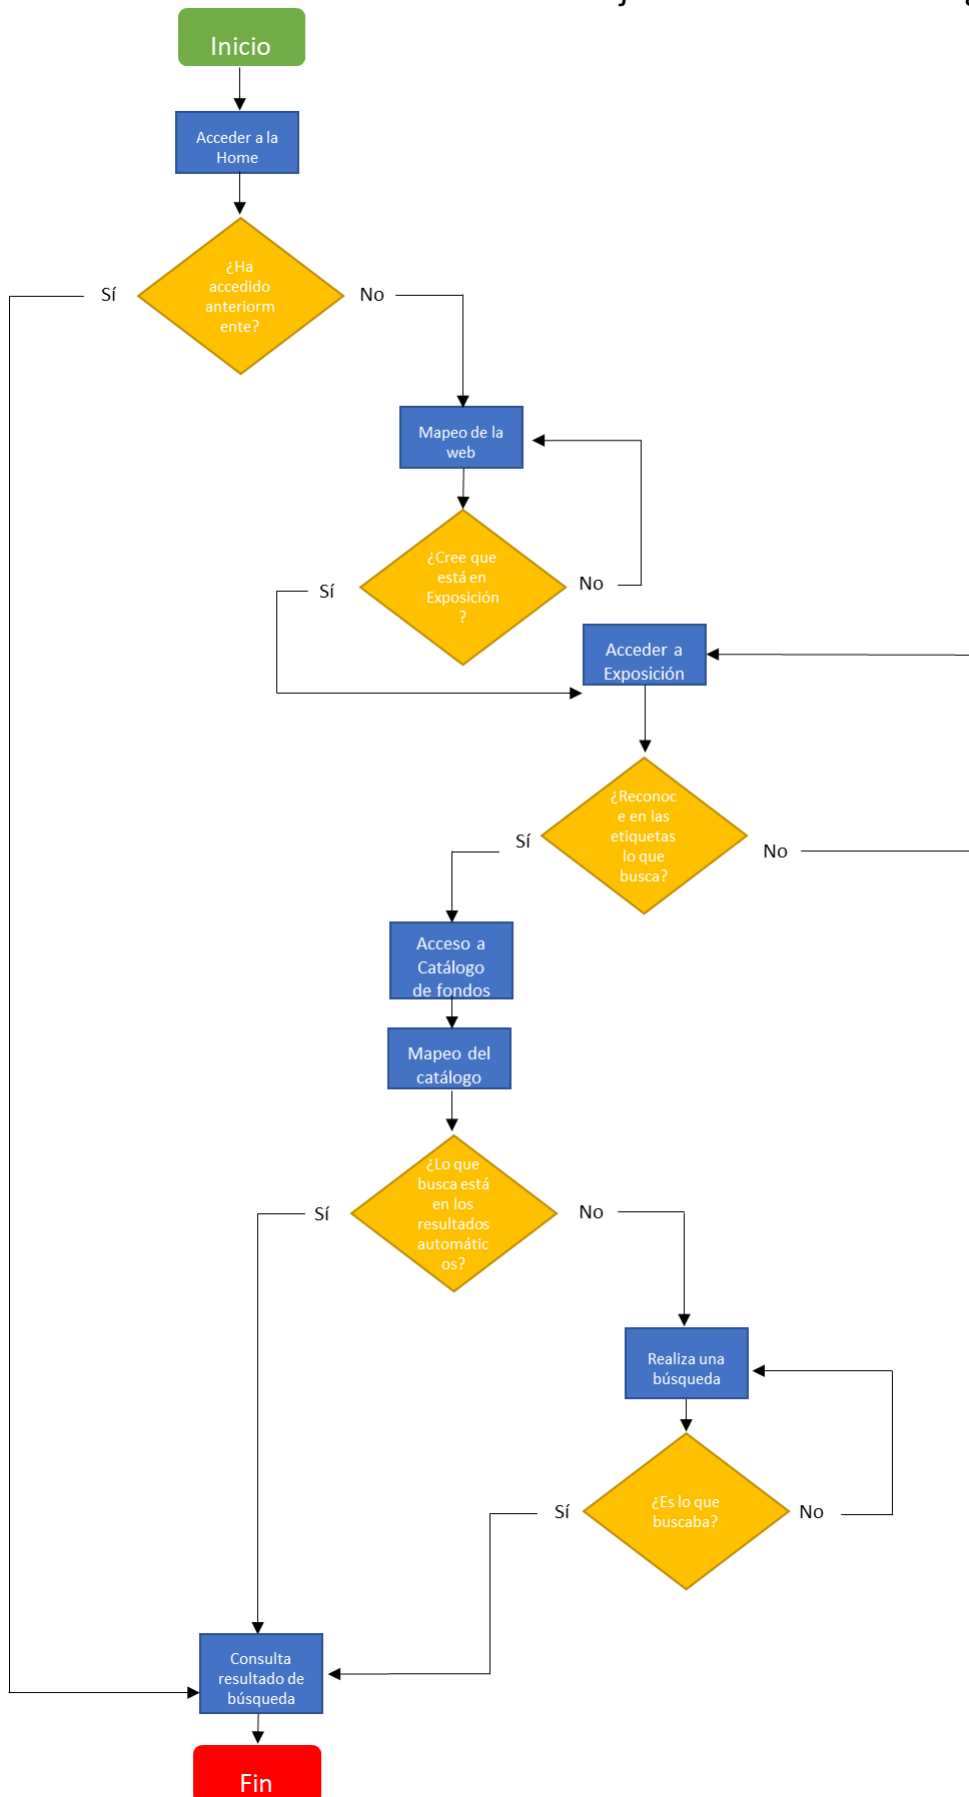 Inicio
Acceder a la
Home
¿Ha
accedido
anteriorm
ente?
Sí
No
Mapeo de la
web
¿Cree que
está en
Exposición
?
Sí
No
Acceder a
Exposición
¿Reconoc
e en las
etiquetas
lo que
busca?
Sí
No
Acceso a
Catálogo
de fondos
Mapeo del
catálogo
¿Lo que
busca está
en los
resultados
automátic
os?
Sí
No
Realiza una
búsqueda
¿Es lo que
buscaba?
Sí
No
Consulta
resultado de
búsqueda
Fin